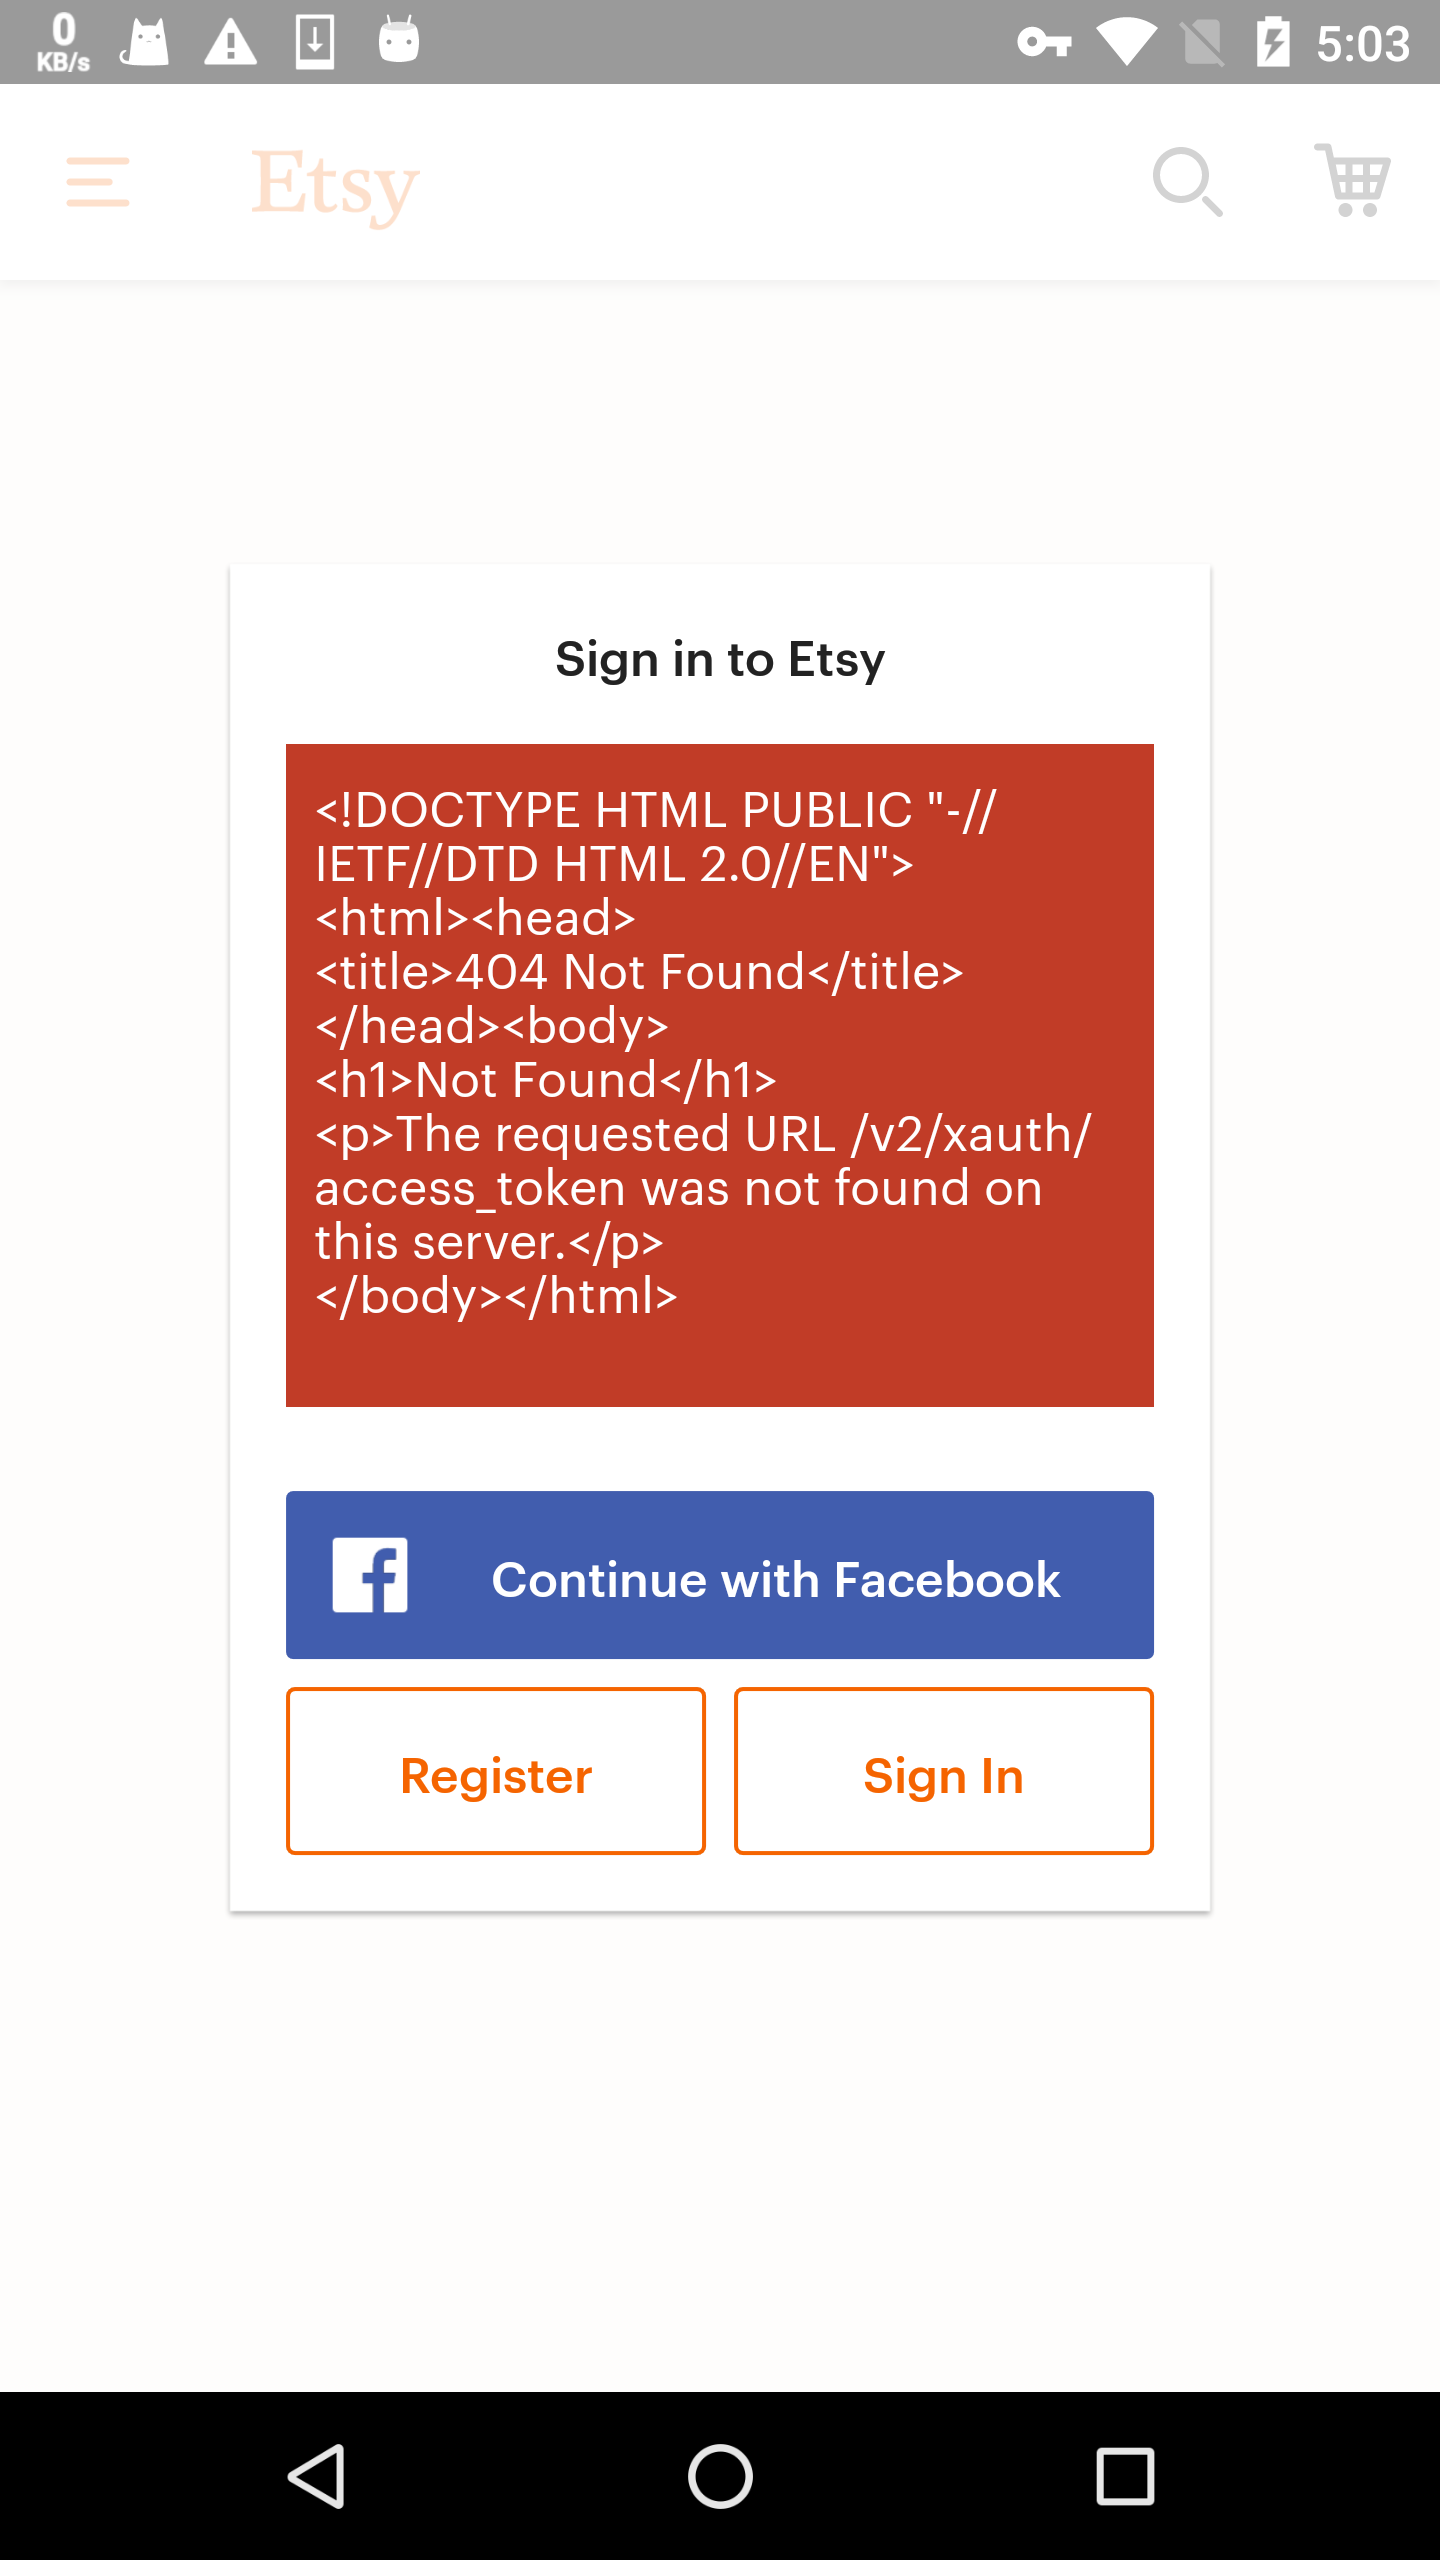 0
KB/s
5:03
Etsy
Sign in to Etsy
<!DOCTYPE HTML PUBLIC "-//
IETF//DTD HTML 2.0//EN">
<html><head>
<title>404 Not Found</title>
</head><body>
<h1>Not Found</h1>
<p>The requested URL /v2/xauth/
access_token was not found on
this server.</p>
</body></html>
Continue with Facebook
Register
Sign In